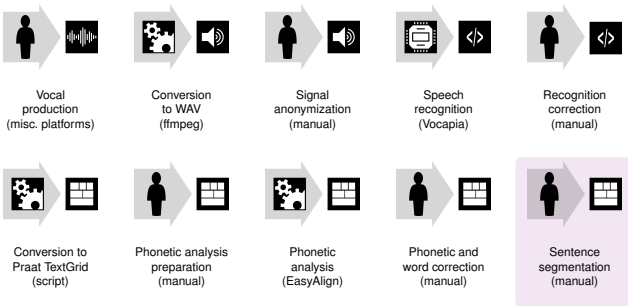 Vocal
production
(misc. platforms)
Conversion
to WAV
(ffmpeg)
Signal
anonymization
(manual)
Speech
recognition
(Vocapia)
Recognition
correction
(manual)
Conversion to
Praat TextGrid
(script)
Phonetic analysis
preparation
(manual)
Phonetic
analysis
(EasyAlign)
Phonetic and
word correction
(manual)
Sentence
segmentation
(manual)